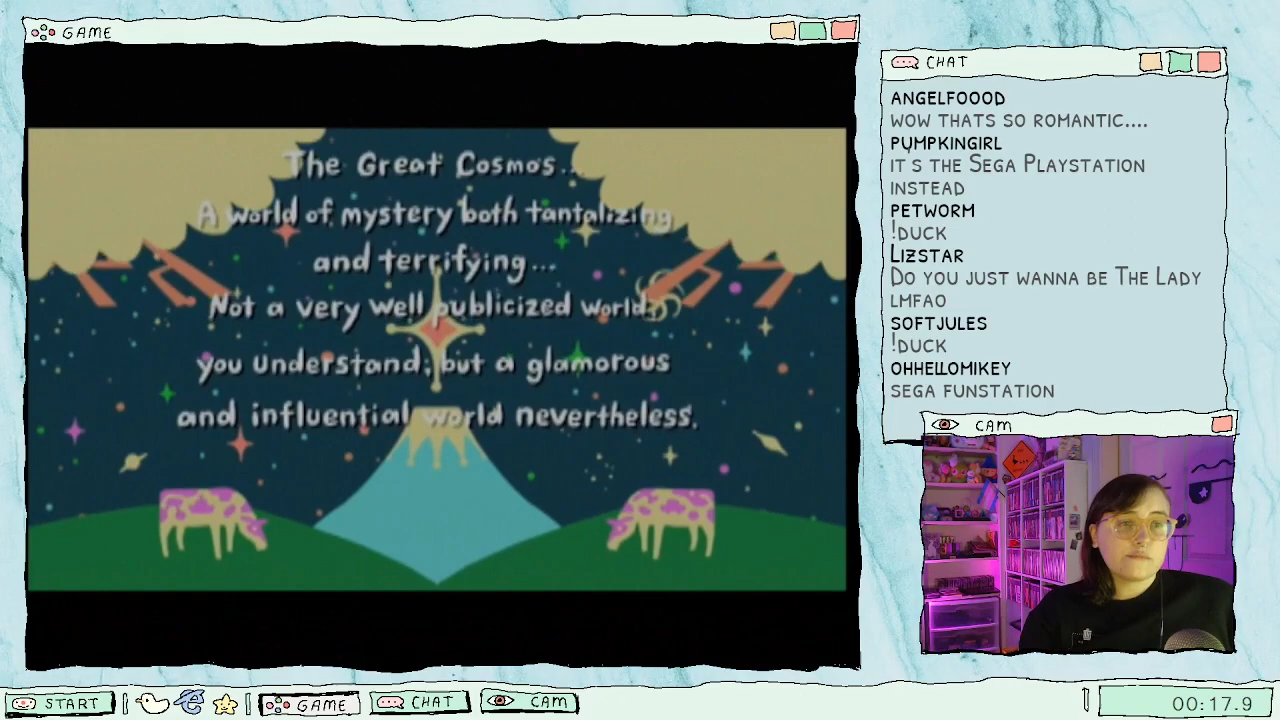 GAME
The Great Cosmos...
A world of mystery both tantalizing
and terrifying...
Not a very well publicized world,
you understand, but a glamorous
and influential world nevertheless.
CHAT
ANGELFOOOD
WOW THATS SO ROMANTIC....
PUMPKINGIRL
IT'S THE SEGA PLAYSTATION
INSTEAD
PETWORM
!DUCK
LIZSTAR
DO YOU JUST WANNA BE THE LADY
LMFAO
SOFTJULES
!DUCK
OHHELLOMIKEY
SEGA FUNSTATION
CAM
START
GAME
CHAT
CAM
00:17.9